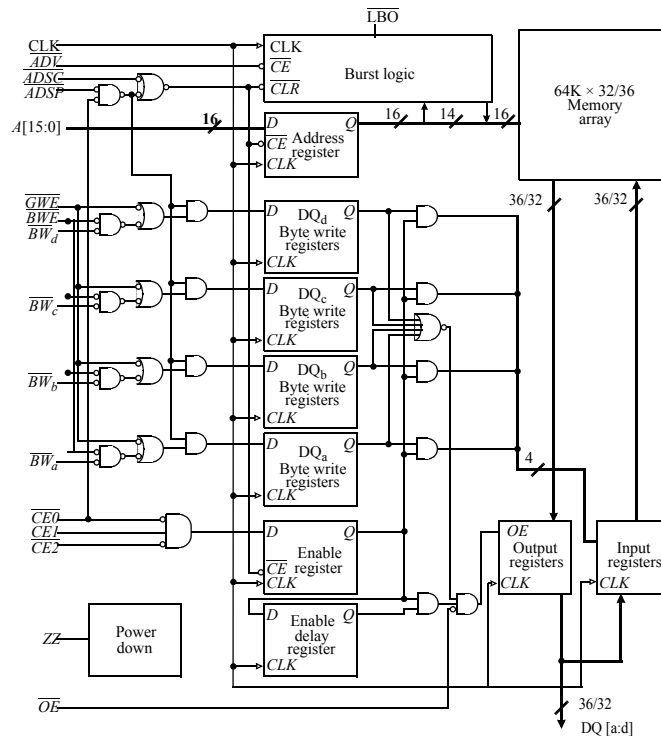 LBO
CLK
ADV
ADSC
ADSP
CLK
CE
CLR
Burst logic
64K × 32/36
Memory
array
A[15:0]
16
D
Q
CE
CLK
Address
register
16
14
16
36/32
36/32
GWE
BWE
BWd
D
DQd
Q
Byte write
registers
CLK
BWc
D
DQc
Q
Byte write
registers
CLK
BWb
D
DQb
Q
Byte write
registers
CLK
BWa
D
DQa
Q
Byte write
registers
CLK
4
CE0
CE1
CE2
D
Q
Enable
register
CE
CLK
OE
Output
registers
CLK
Input
registers
CLK
D
Q
Enable
delay
register
CLK
ZZ
Power
down
OE
36/32
DQ [a:d]